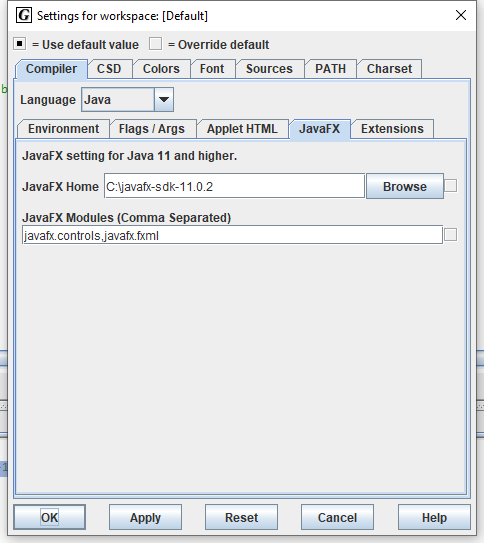 G Settings for workspace: [Default]
= Use default value = Override default
Compiler CSD Colors Font Sources PATH Charset
Language Java
Environment Flags / Args Applet HTML JavaFX Extensions
JavaFX setting for Java 11 and higher.
JavaFX Home C:\javafx-sdk-11.0.2 Browse
JavaFX Modules (Comma Separated)
javafx.controls,javafx.fxml
OK Apply Reset Cancel Help